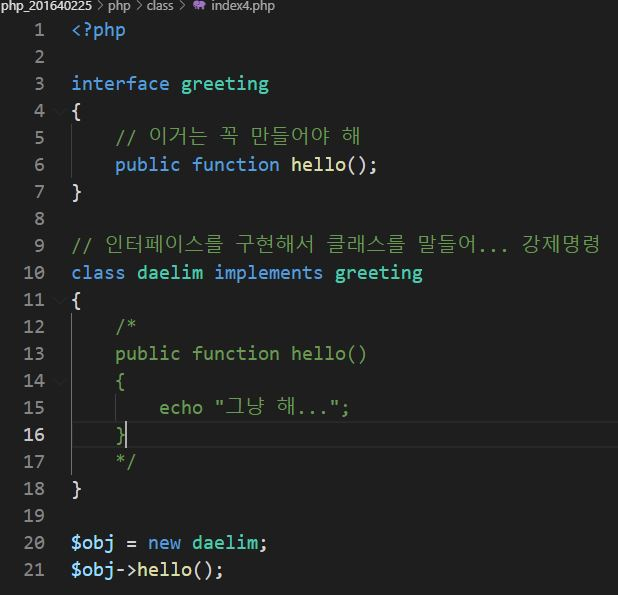 php_201640225 > php > class > index4.php
1 <?php
2
3 interface greeting
4 {
5 // 이거는 꼭 만들어야 해
6 public function hello();
7 }
8
9 // 인터페이스를 구현해서 클래스를 말들어... 강제명령
10 class daelim implements greeting
11 {
12 /*
13 public function hello()
14 {
15 echo "그냥 해...";
16 }
17 */
18 }
19
20 $obj = new daelim;
21 $obj->hello();